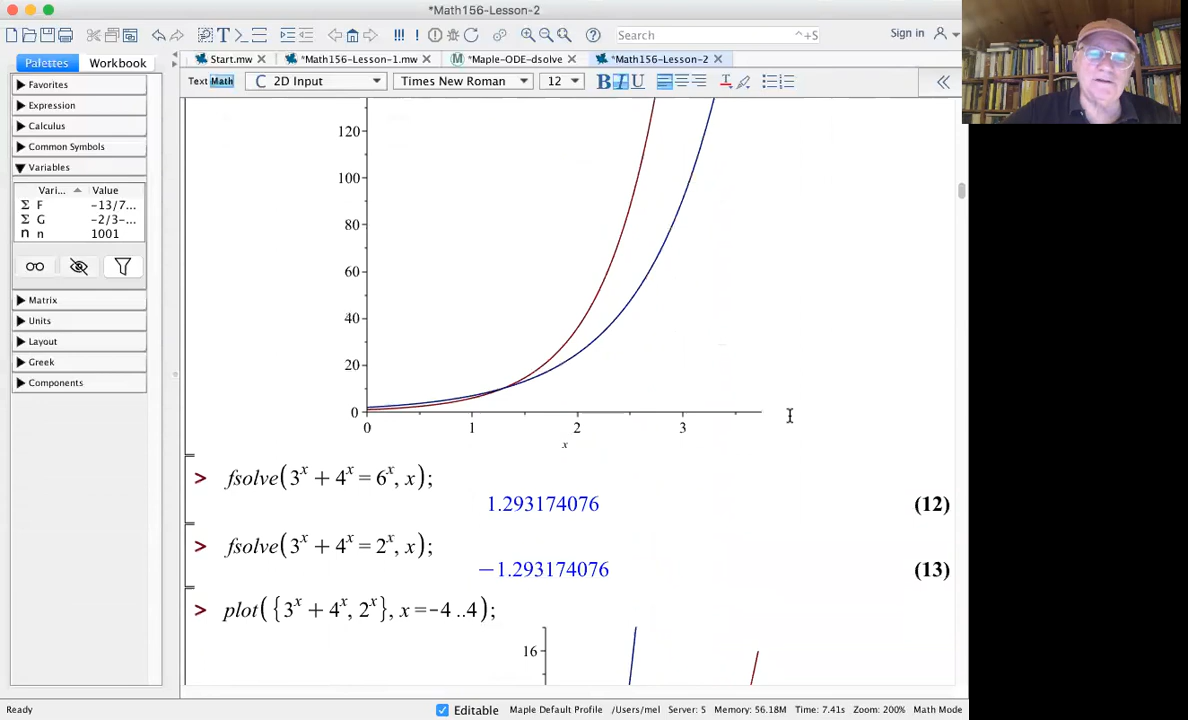 *Math156-Lesson-2
Search ^+S
Sign in
Start.mw *Math156-Lesson-1.mw *Maple-ODE-dsolve *Math156-Lesson-2
Palettes Workbook
Text Math C 2D Input Times New Roman 12 B I U
Favorites
Expression
Calculus
Common Symbols
Variables
Vari... Value
Σ F -13/7...
Σ G -2/3-...
n n 1001
Matrix
Units
Layout
Greek
Components
120
100
80
60
40
20
0
0 1 2 3
x
> fsolve(3^x + 4^x = 6^x, x);
1.293174076 (12)
> fsolve(3^x + 4^x = 2^x, x);
−1.293174076 (13)
> plot({3^x + 4^x, 2^x}, x = −4 ..4);
16
Ready Editable Maple Default Profile /Users/mel Server: 5 Memory: 56.18M Time: 7.41s Zoom: 200% Math Mode